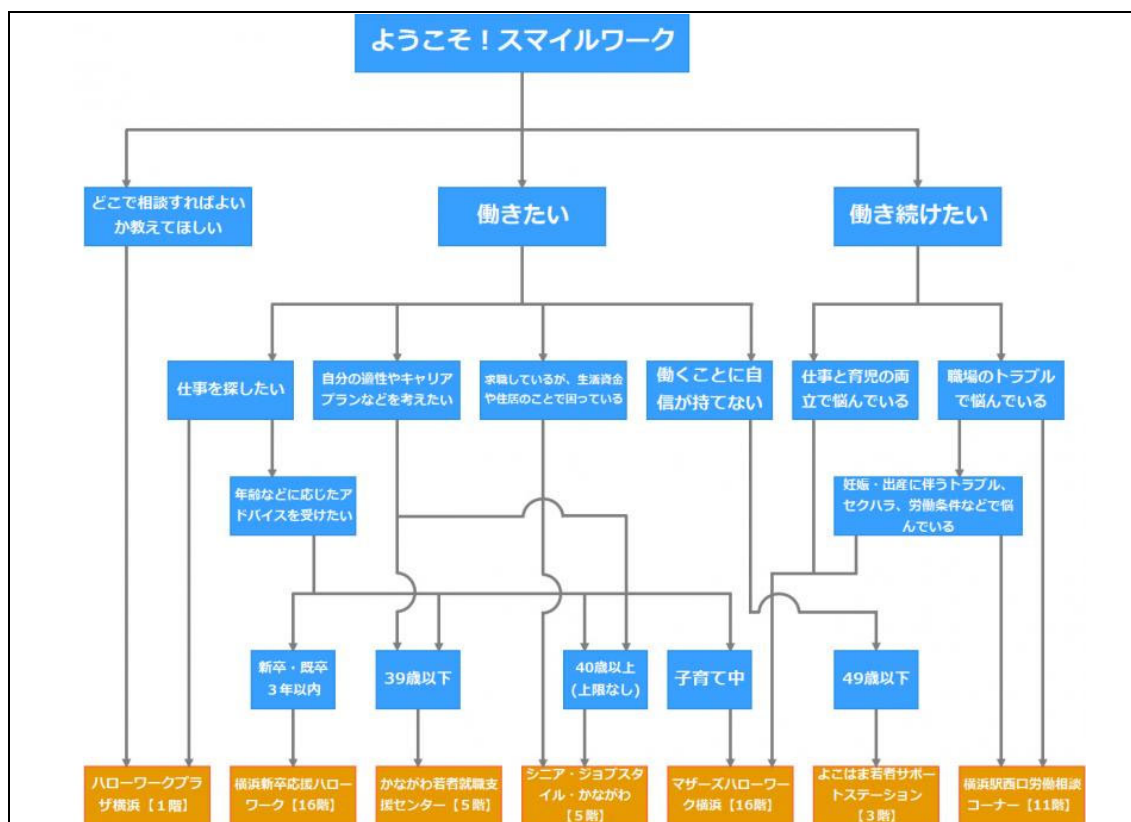 ようこそ！スマイルワーク
どこで相談すればよい
か教えてほしい
働きたい
働き続けたい
仕事を探したい
自分の適性やキャリア
プランなどを考えたい
求職しているが、生活資金
や住居のことで困っている
働くことに自
信が持てない
仕事と育児の両
立で悩んでいる
職場のトラブル
で悩んでいる
年齢などに応じたア
ドバイスを受けたい
妊娠・出産に伴うトラブル、
セクハラ、労働条件などで悩
んでいる
新卒・既卒
３年以内
39歳以下
40歳以上
(上限なし)
子育て中
49歳以下
ハローワークプラ
ザ横浜【１階】
横浜新卒応援ハロー
ワーク【16階】
かながわ若者就職支
援センター【５階】
シニア・ジョブスタ
イル・かながわ
【５階】
マザーズハローワー
ク横浜【16階】
よこはま若者サポー
トステーション
【３階】
横浜駅西口労働相談
コーナー【11階】